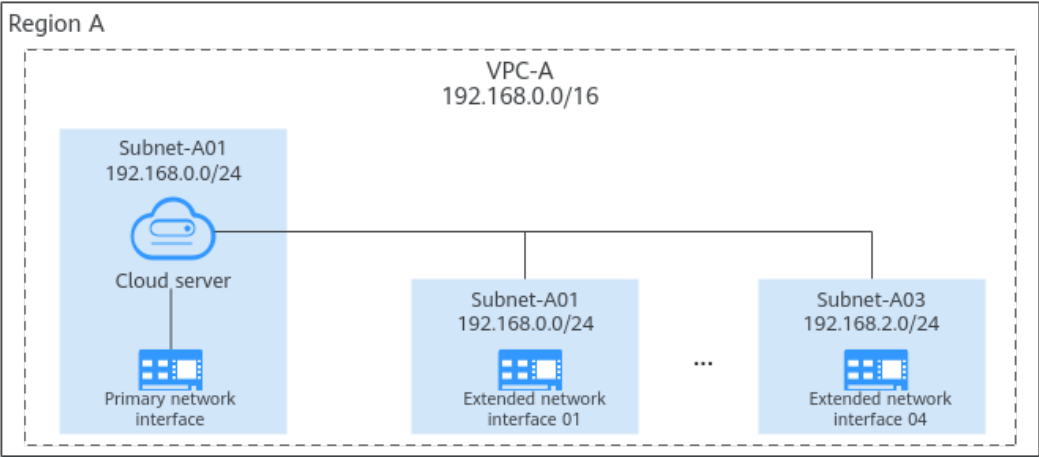 Region A
VPC-A
192.168.0.0/16
Subnet-A01
192.168.0.0/24
Cloud server
Primary network
interface
Subnet-A01
192.168.0.0/24
Extended network
interface 01
...
Subnet-A03
192.168.2.0/24
Extended network
interface 04